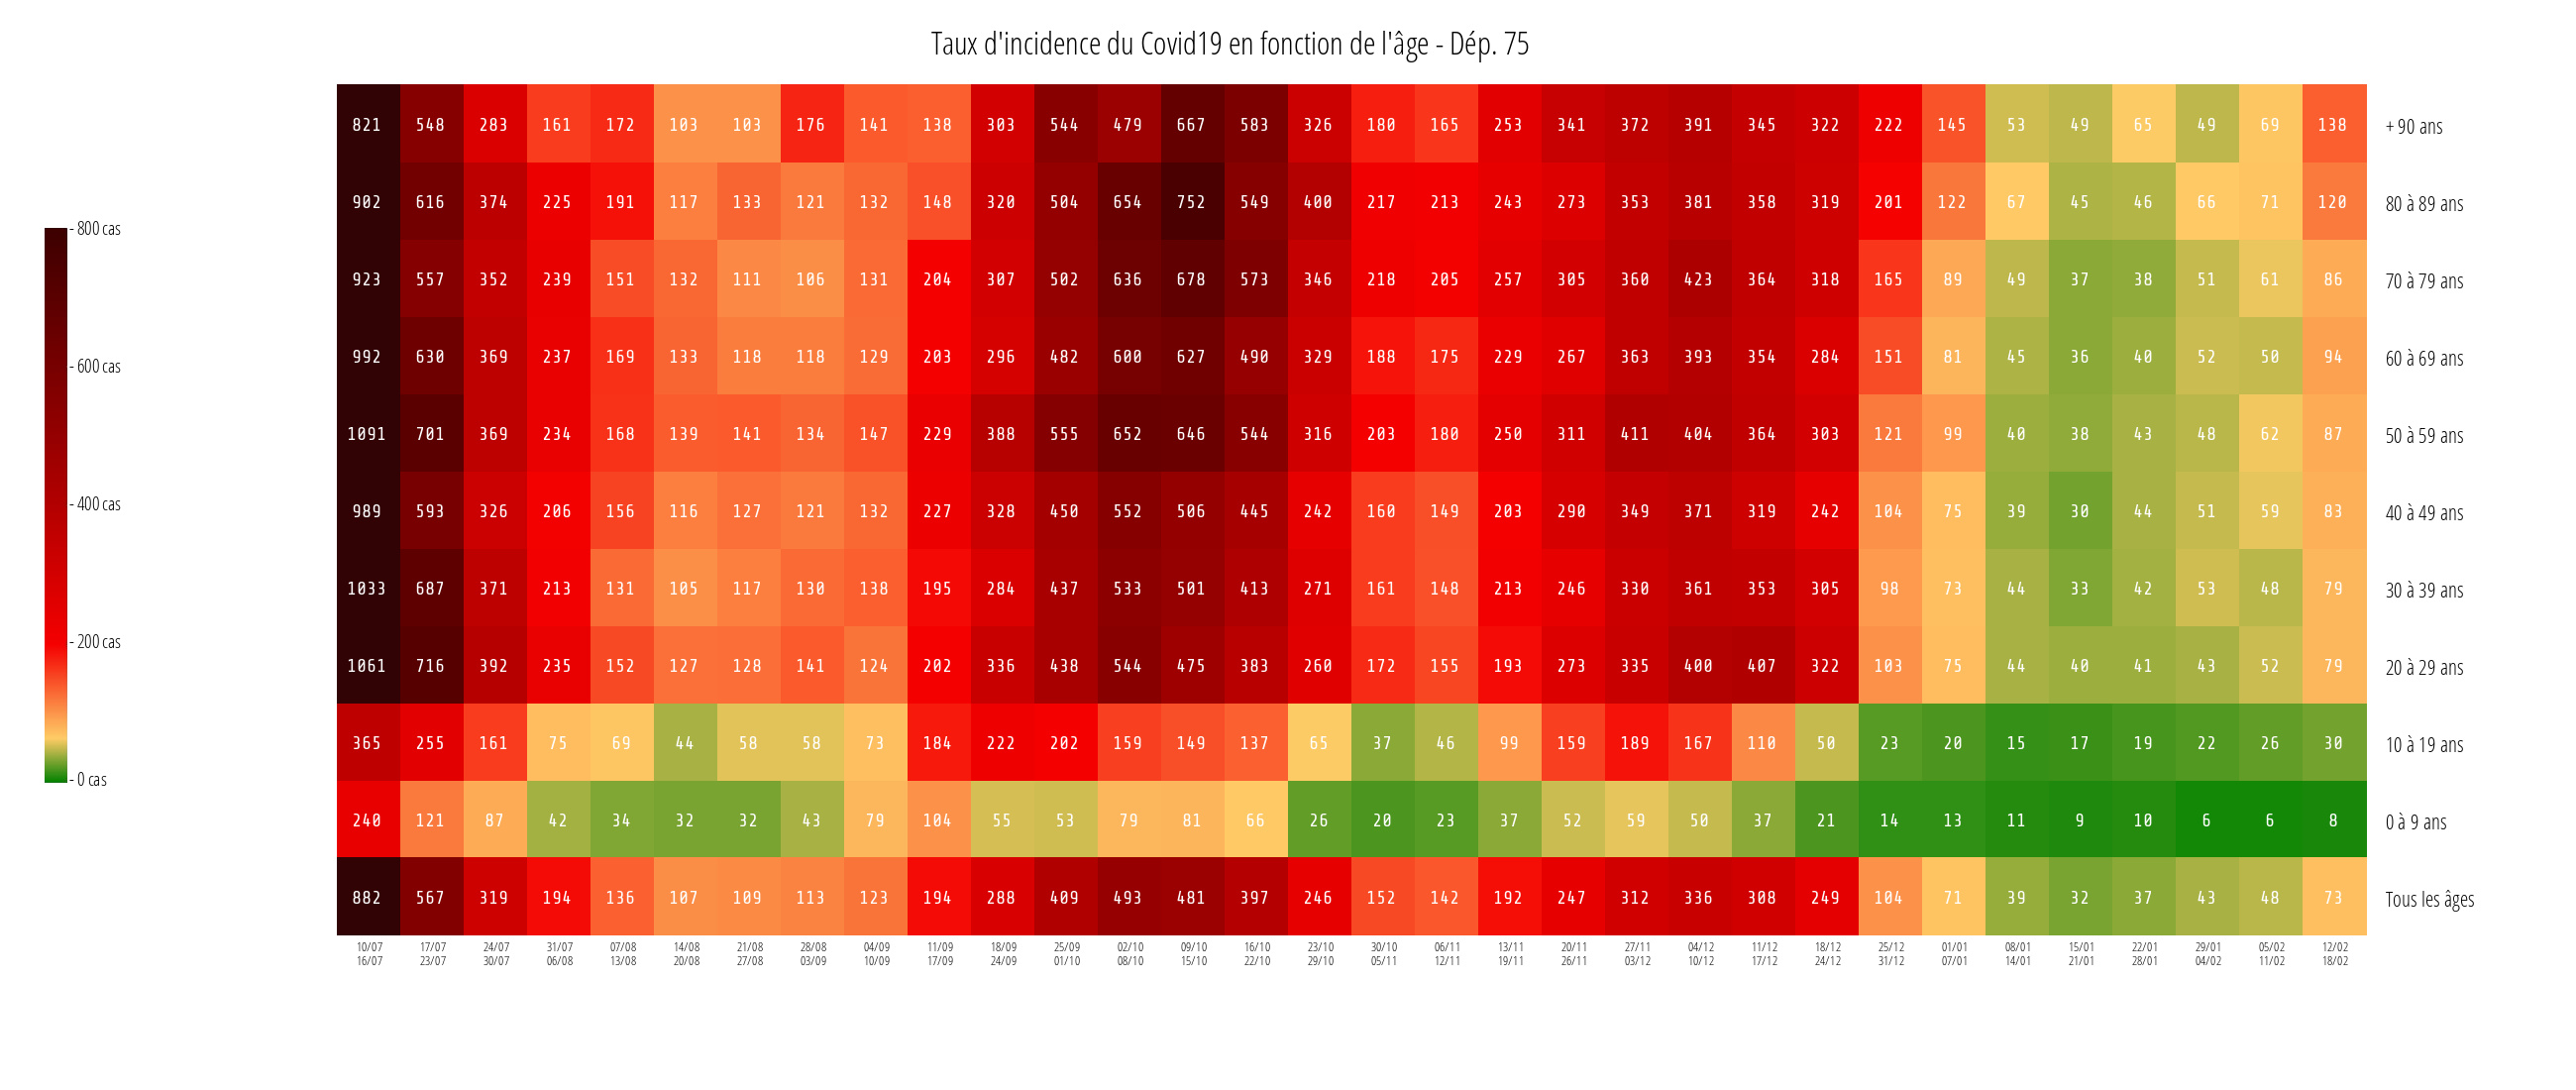 Taux d'incidence du Covid19 en fonction de l'âge - Dép. 75
- 800 cas
- 600 cas
- 400 cas
- 200 cas
- 0 cas
821 548 283 161 172 103 103 176 141 138 303 544 479 667 583 326 180 165 253 341 372 391 345 322 222 145 53 49 65 49 69 138 + 90 ans
902 616 374 225 191 117 133 121 132 148 320 504 654 752 549 400 217 213 243 273 353 381 358 319 201 122 67 45 46 66 71 120 80 à 89 ans
923 557 352 239 151 132 111 106 131 204 307 502 636 678 573 346 218 205 257 305 360 423 364 318 165 89 49 37 38 51 61 86 70 à 79 ans
992 630 369 237 169 133 118 118 129 203 296 482 600 627 490 329 188 175 229 267 363 393 354 284 151 81 45 36 40 52 50 94 60 à 69 ans
1091 701 369 234 168 139 141 134 147 229 388 555 652 646 544 316 203 180 250 311 411 404 364 303 121 99 40 38 43 48 62 87 50 à 59 ans
989 593 326 206 156 116 127 121 132 227 328 450 552 506 445 242 160 149 203 290 349 371 319 242 104 75 39 30 44 51 59 83 40 à 49 ans
1033 687 371 213 131 105 117 130 138 195 284 437 533 501 413 271 161 148 213 246 330 361 353 305 98 73 44 33 42 53 48 79 30 à 39 ans
1061 716 392 235 152 127 128 141 124 202 336 438 544 475 383 260 172 155 193 273 335 400 407 322 103 75 44 40 41 43 52 79 20 à 29 ans
365 255 161 75 69 44 58 58 73 184 222 202 159 149 137 65 37 46 99 159 189 167 110 50 23 20 15 17 19 22 26 30 10 à 19 ans
240 121 87 42 34 32 32 43 79 104 55 53 79 81 66 26 20 23 37 52 59 50 37 21 14 13 11 9 10 6 6 8 0 à 9 ans
882 567 319 194 136 107 109 113 123 194 288 409 493 481 397 246 152 142 192 247 312 336 308 249 104 71 39 32 37 43 48 73 Tous les âges
10/07 17/07 24/07 31/07 07/08 14/08 21/08 28/08 04/09 11/09 18/09 25/09 02/10 09/10 16/10 23/10 30/10 06/11 13/11 20/11 27/11 04/12 11/12 18/12 25/12 01/01 08/01 15/01 22/01 29/01 05/02 12/02
16/07 23/07 30/07 06/08 13/08 20/08 27/08 03/09 10/09 17/09 24/09 01/10 08/10 15/10 22/10 29/10 05/11 12/11 19/11 26/11 03/12 10/12 17/12 24/12 31/12 07/01 14/01 21/01 28/01 04/02 11/02 18/02